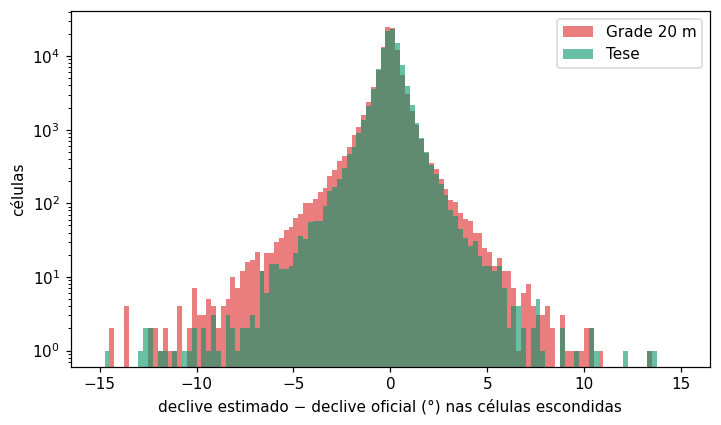 Grade 20 m
Tese
10⁴
10³
10²
10¹
10⁰
células
−15 −10 −5 0 5 10 15
declive estimado − declive oficial (°) nas células escondidas